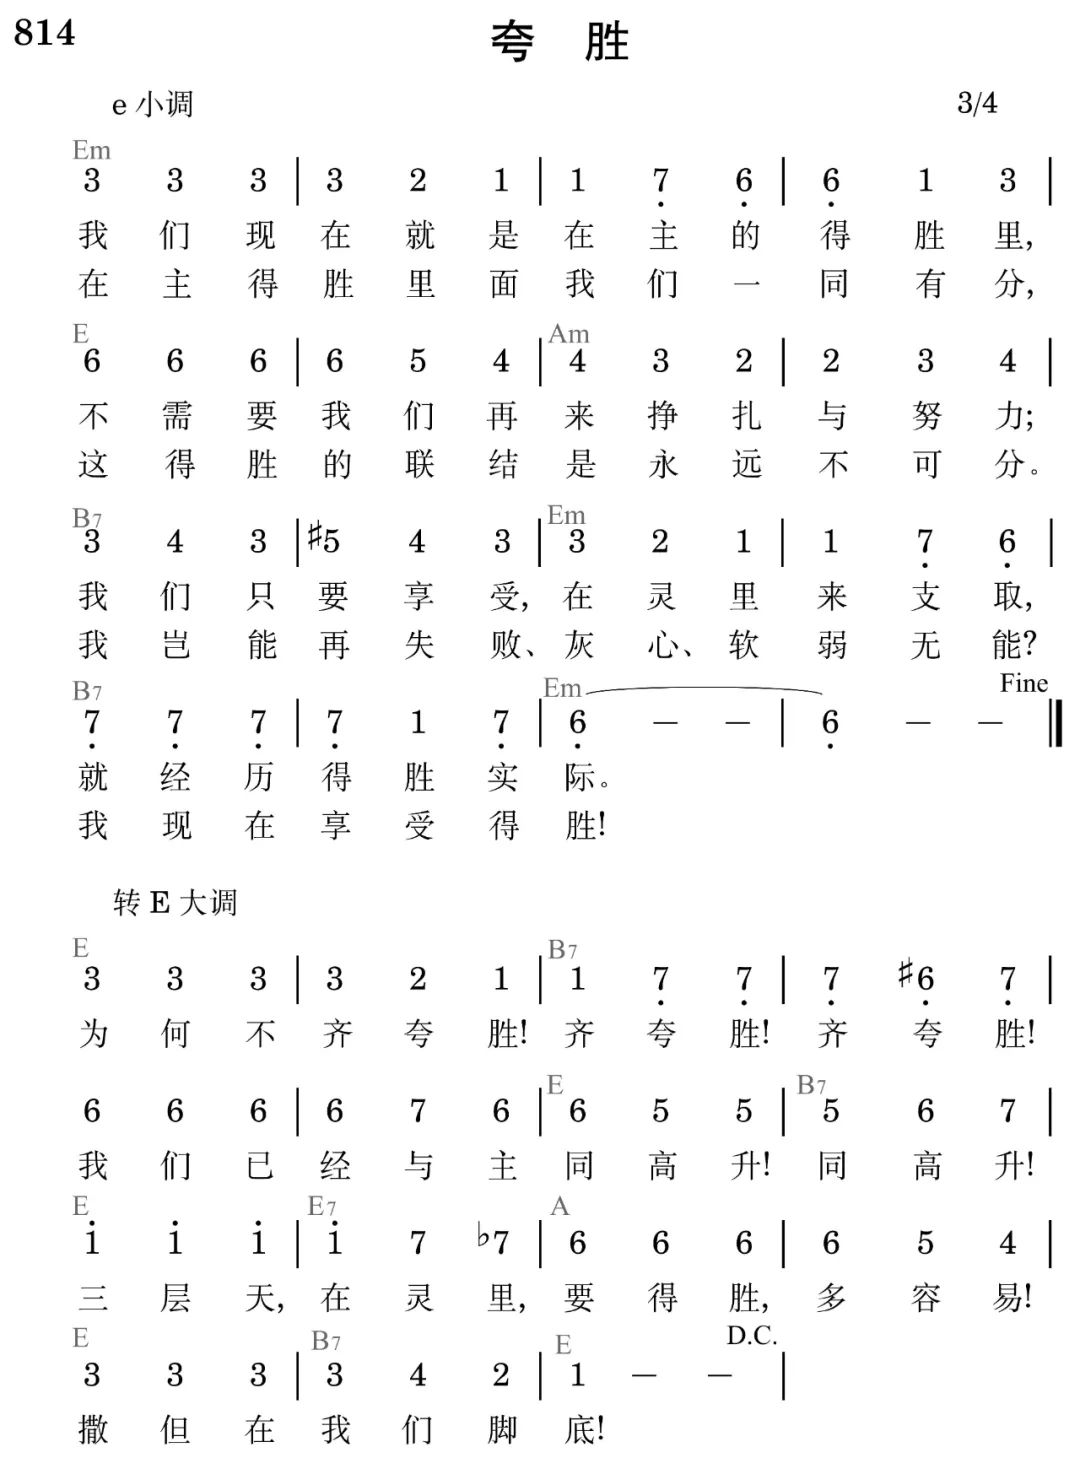 814
夸 胜
e 小调 3/4
Em
3 3 3 | 3 2 1 | 1 7̣ 6̣ | 6̣ 1 3 |
我 们 现 在 就 是 在 主 的 得 胜 里,
在 主 得 胜 里 面 我 们 一 同 有 分,
E Am
6 6 6 | 6 5 4 | 4 3 2 | 2 3 4 |
不 需 要 我 们 再 来 挣 扎 与 努 力;
这 得 胜 的 联 结 是 永 远 不 可 分。
B7 Em
3 4 3 | ♯5 4 3 | 3 2 1 | 1 7̣ 6̣ |
我 们 只 要 享 受, 在 灵 里 来 支 取,
我 岂 能 再 失 败、灰 心、软 弱 无 能?
B7 Em Fine
7̣ 7̣ 7̣ | 7̣ 1 7̣ | 6̣ — — | 6̣ — — ‖
就 经 历 得 胜 实 际。
我 现 在 享 受 得 胜!
转 E 大调
E B7
3 3 3 | 3 2 1 | 1 7̣ 7̣ | 7̣ ♯6̣ 7̣ |
为 何 不 齐 夸 胜! 齐 夸 胜! 齐 夸 胜!
E B7
6 6 6 | 6 7 6 | 6 5 5 | 5 6 7 |
我 们 已 经 与 主 同 高 升! 同 高 升!
E E7 A
1̇ 1̇ 1̇ | 1̇ 7 ♭7 | 6 6 6 | 6 5 4 |
三 层 天, 在 灵 里, 要 得 胜, 多 容 易!
E B7 E D.C.
3 3 3 | 3 4 2 | 1 — — |
撒 但 在 我 们 脚 底!